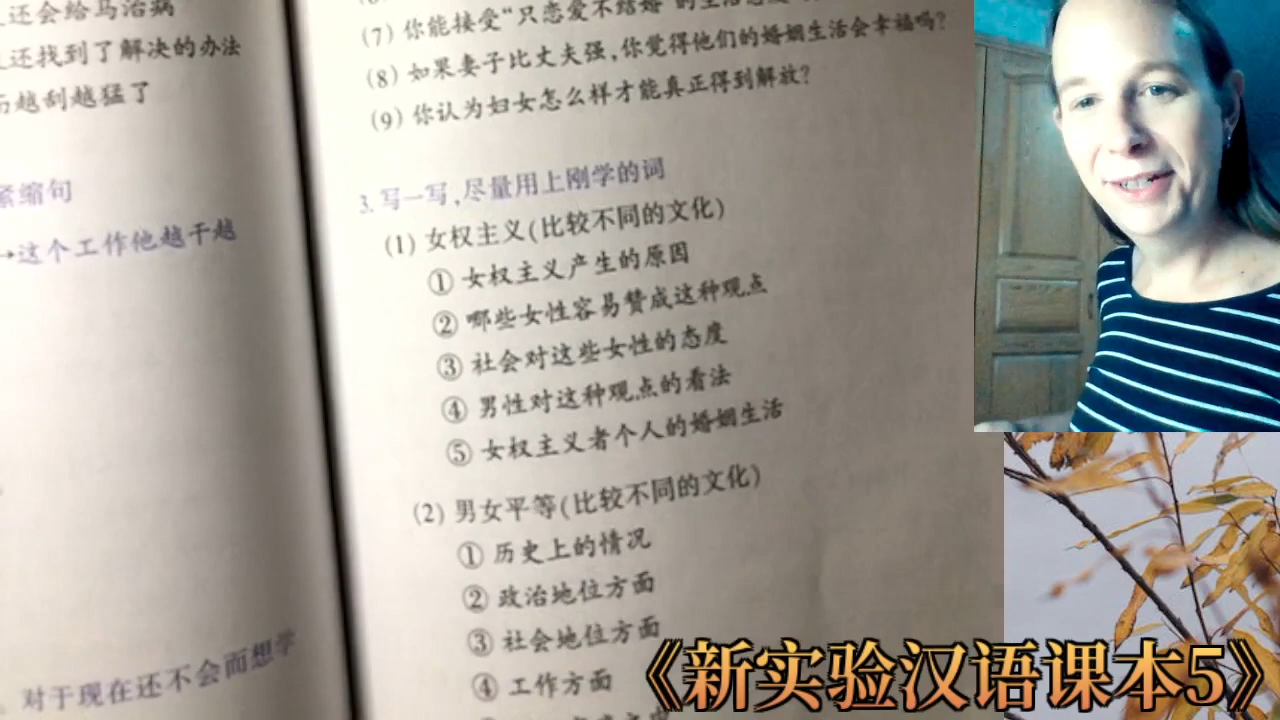 还会给马治病
还找到了解决的办法
越刮越猛了
紧缩句
→这个工作他越干越
对于现在还不会而想学
(7) 你能接受“只恋爱不结婚”的生活
(8) 如果妻子比丈夫强,你觉得他们的婚姻生活会幸福吗?
(9) 你认为妇女怎么样才能真正得到解放?
3. 写一写,尽量用上刚学的词
(1) 女权主义(比较不同的文化)
① 女权主义产生的原因
② 哪些女性容易赞成这种观点
③ 社会对这些女性的态度
④ 男性对这种观点的看法
⑤ 女权主义者个人的婚姻生活
(2) 男女平等(比较不同的文化)
① 历史上的情况
② 政治地位方面
③ 社会地位方面
④ 工作方面
《新实验汉语课本5》